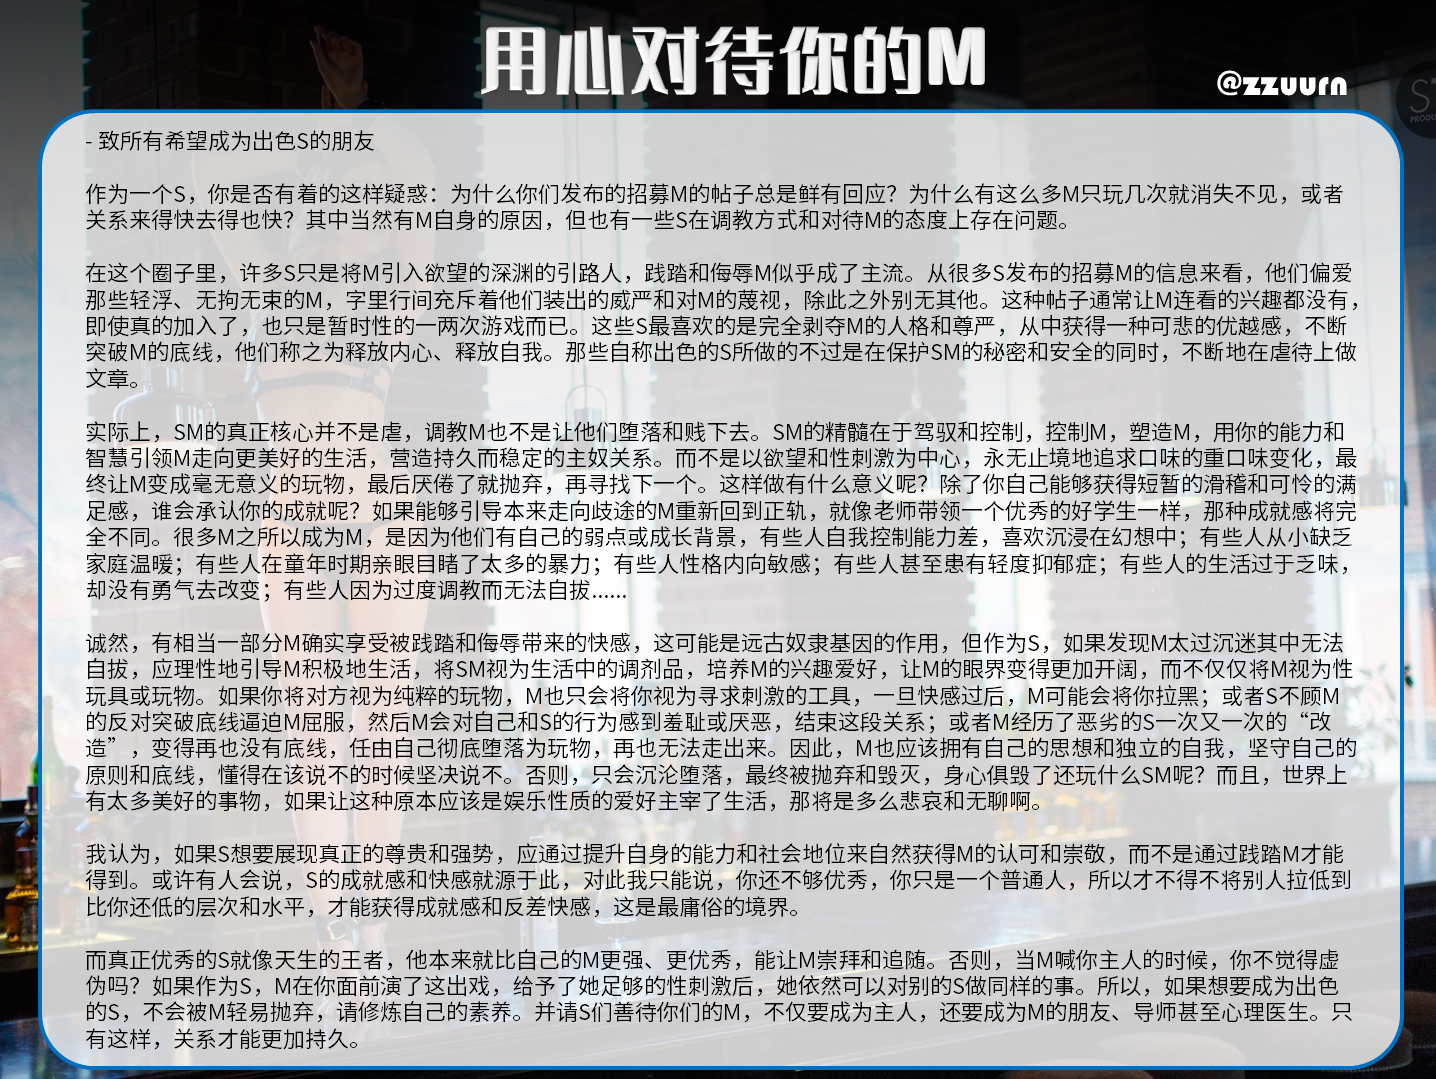 用心对待你的M
@zzuurn
- 致所有希望成为出色S的朋友
作为一个S，你是否有着的这样疑惑：为什么你们发布的招募M的帖子总是鲜有回应？为什么有这么多M只玩几次就消失不见，或者
关系来得快去得也快？其中当然有M自身的原因，但也有一些S在调教方式和对待M的态度上存在问题。
在这个圈子里，许多S只是将M引入欲望的深渊的引路人，践踏和侮辱M似乎成了主流。从很多S发布的招募M的信息来看，他们偏爱
那些轻浮、无拘无束的M，字里行间充斥着他们装出的威严和对M的蔑视，除此之外别无其他。这种帖子通常让M连看的兴趣都没有，
即使真的加入了，也只是暂时性的一两次游戏而已。这些S最喜欢的是完全剥夺M的人格和尊严，从中获得一种可悲的优越感，不断
突破M的底线，他们称之为释放内心、释放自我。那些自称出色的S所做的不过是在保护SM的秘密和安全的同时，不断地在虐待上做
文章。
实际上，SM的真正核心并不是虐，调教M也不是让他们堕落和贱下去。SM的精髓在于驾驭和控制，控制M，塑造M，用你的能力和
智慧引领M走向更美好的生活，营造持久而稳定的主奴关系。而不是以欲望和性刺激为中心，永无止境地追求口味的重口味变化，最
终让M变成毫无意义的玩物，最后厌倦了就抛弃，再寻找下一个。这样做有什么意义呢？除了你自己能够获得短暂的滑稽和可怜的满
足感，谁会承认你的成就呢？如果能够引导本来走向歧途的M重新回到正轨，就像老师带领一个优秀的好学生一样，那种成就感将完
全不同。很多M之所以成为M，是因为他们有自己的弱点或成长背景，有些人自我控制能力差，喜欢沉浸在幻想中；有些人从小缺乏
家庭温暖；有些人在童年时期亲眼目睹了太多的暴力；有些人性格内向敏感；有些人甚至患有轻度抑郁症；有些人的生活过于乏味，
却没有勇气去改变；有些人因为过度调教而无法自拔......
诚然，有相当一部分M确实享受被践踏和侮辱带来的快感，这可能是远古奴隶基因的作用，但作为S，如果发现M太过沉迷其中无法
自拔，应理性地引导M积极地生活，将SM视为生活中的调剂品，培养M的兴趣爱好，让M的眼界变得更加开阔，而不仅仅将M视为性
玩具或玩物。如果你将对方视为纯粹的玩物，M也只会将你视为寻求刺激的工具，一旦快感过后，M可能会将你拉黑；或者S不顾M
的反对突破底线逼迫M屈服，然后M会对自己和S的行为感到羞耻或厌恶，结束这段关系；或者M经历了恶劣的S一次又一次的“改
造”，变得再也没有底线，任由自己彻底堕落为玩物，再也无法走出来。因此，M也应该拥有自己的思想和独立的自我，坚守自己的
原则和底线，懂得在该说不的时候坚决说不。否则，只会沉沦堕落，最终被抛弃和毁灭，身心俱毁了还玩什么SM呢？而且，世界上
有太多美好的事物，如果让这种原本应该是娱乐性质的爱好主宰了生活，那将是多么悲哀和无聊啊。
我认为，如果S想要展现真正的尊贵和强势，应通过提升自身的能力和社会地位来自然获得M的认可和崇敬，而不是通过践踏M才能
得到。或许有人会说，S的成就感和快感就源于此，对此我只能说，你还不够优秀，你只是一个普通人，所以才不得不将别人拉低到
比你还低的层次和水平，才能获得成就感和反差快感，这是最庸俗的境界。
而真正优秀的S就像天生的王者，他本来就比自己的M更强、更优秀，能让M崇拜和追随。否则，当M喊你主人的时候，你不觉得虚
伪吗？如果作为S，M在你面前演了这出戏，给予了她足够的性刺激后，她依然可以对别的S做同样的事。所以，如果想要成为出色
的S，不会被M轻易抛弃，请修炼自己的素养。并请S们善待你们的M，不仅要成为主人，还要成为M的朋友、导师甚至心理医生。只
有这样，关系才能更加持久。